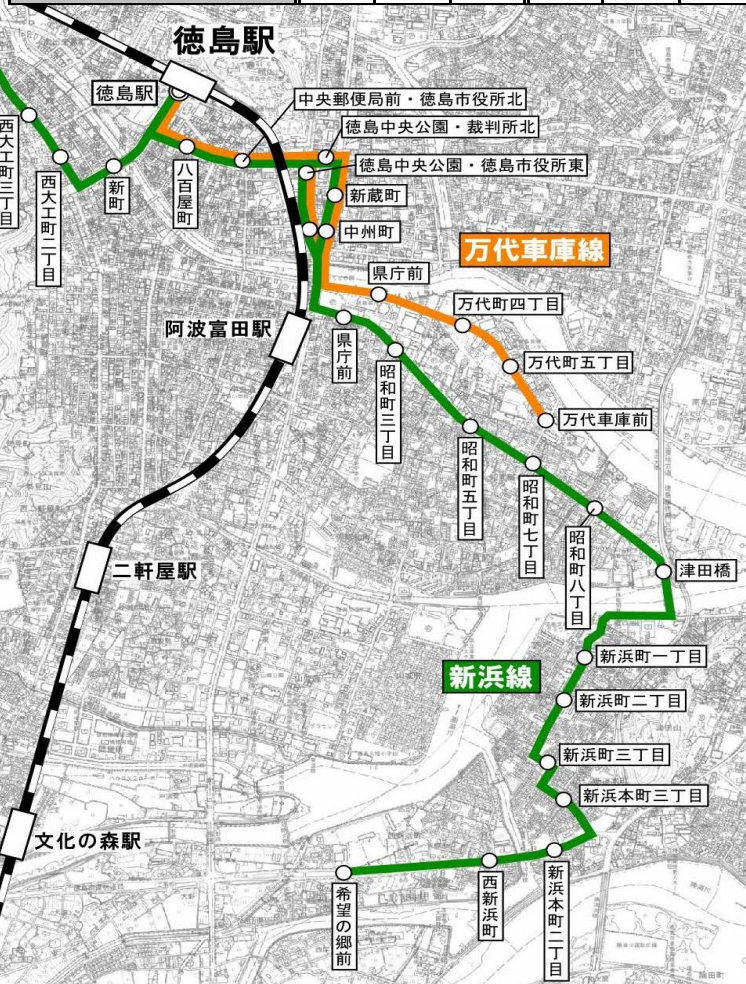 徳島駅
徳島駅
中央郵便局前・徳島市役所北
徳島中央公園・裁判所北
徳島中央公園・徳島市役所東
西大工町三丁目
西大工町二丁目
新町
八百屋町
新蔵町
中州町
万代車庫線
県庁前
万代町四丁目
阿波富田駅
県庁前
万代町五丁目
昭和町三丁目
万代車庫前
昭和町五丁目
昭和町七丁目
昭和町八丁目
二軒屋駅
津田橋
新浜線
新浜町一丁目
新浜町二丁目
新浜町三丁目
新浜本町三丁目
文化の森駅
希望の郷前
西新浜町
新浜本町二丁目